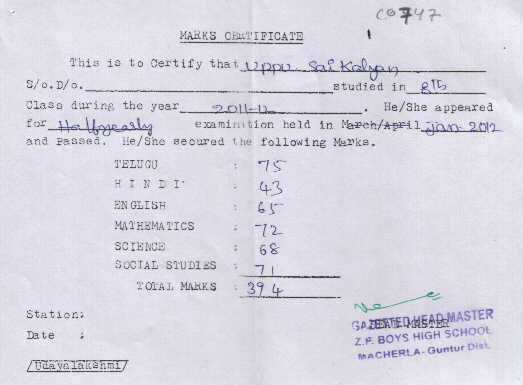 CO747
MARKS CERTIFICATE
This is to Certify that Uppu. Sai Kalyan
S/o.D/o. studied in 8th
Class during the year 2011-12 . He/She appeared
for Halfyearly examination held in March/April Jan-2012
and Passed. He/She secured the following Marks.
TELUGU : 75
HINDI : 43
ENGLISH : 65
MATHEMATICS : 72
SCIENCE : 68
SOCIAL STUDIES : 71
TOTAL MARKS : 394
Station:
Date :
HEAD MASTER
GAZETTED HEAD MASTER
Z.P. BOYS HIGH SCHOOL
MACHERLA- Guntur Dist.
/Udayalakshmi/